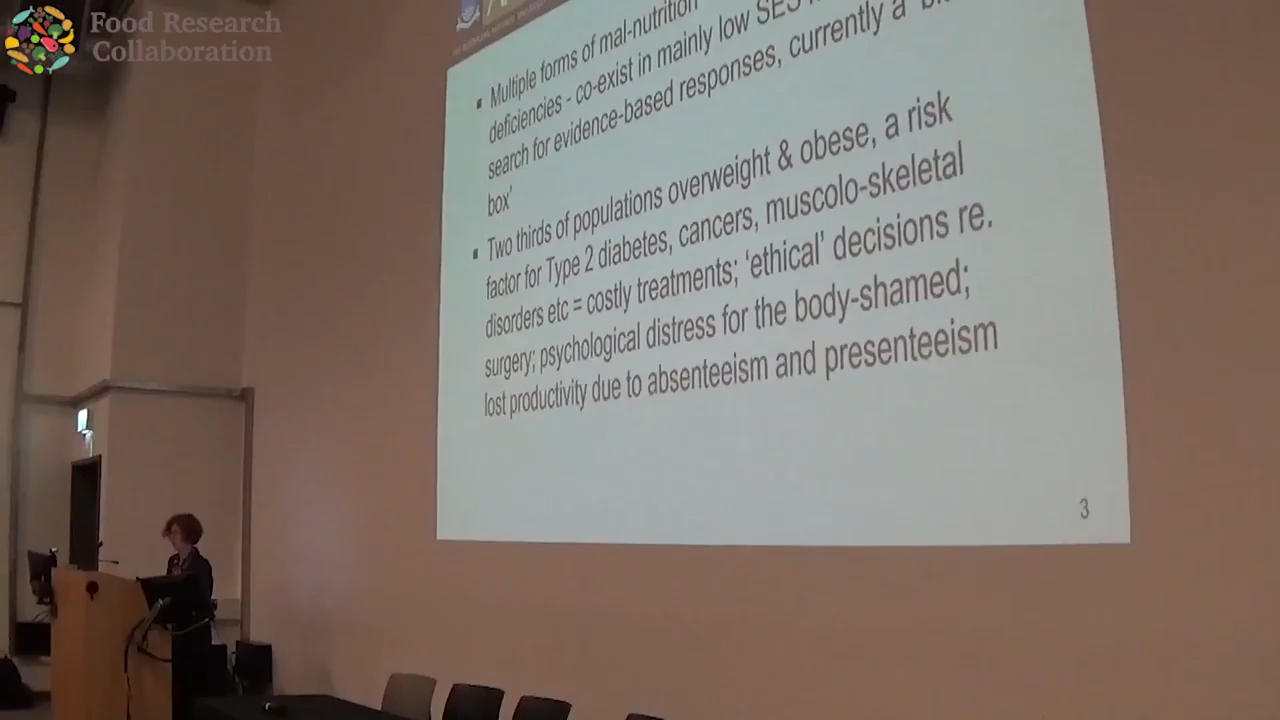 Food Research
Collaboration
Multiple forms of mal-nutrition
deficiencies - co-exist in mainly low SES
search for evidence-based responses, currently a
box'
Two thirds of populations overweight & obese, a risk
factor for Type 2 diabetes, cancers, muscolo-skeletal
disorders etc = costly treatments; 'ethical' decisions re.
surgery; psychological distress for the body-shamed;
lost productivity due to absenteeism and presenteeism
3